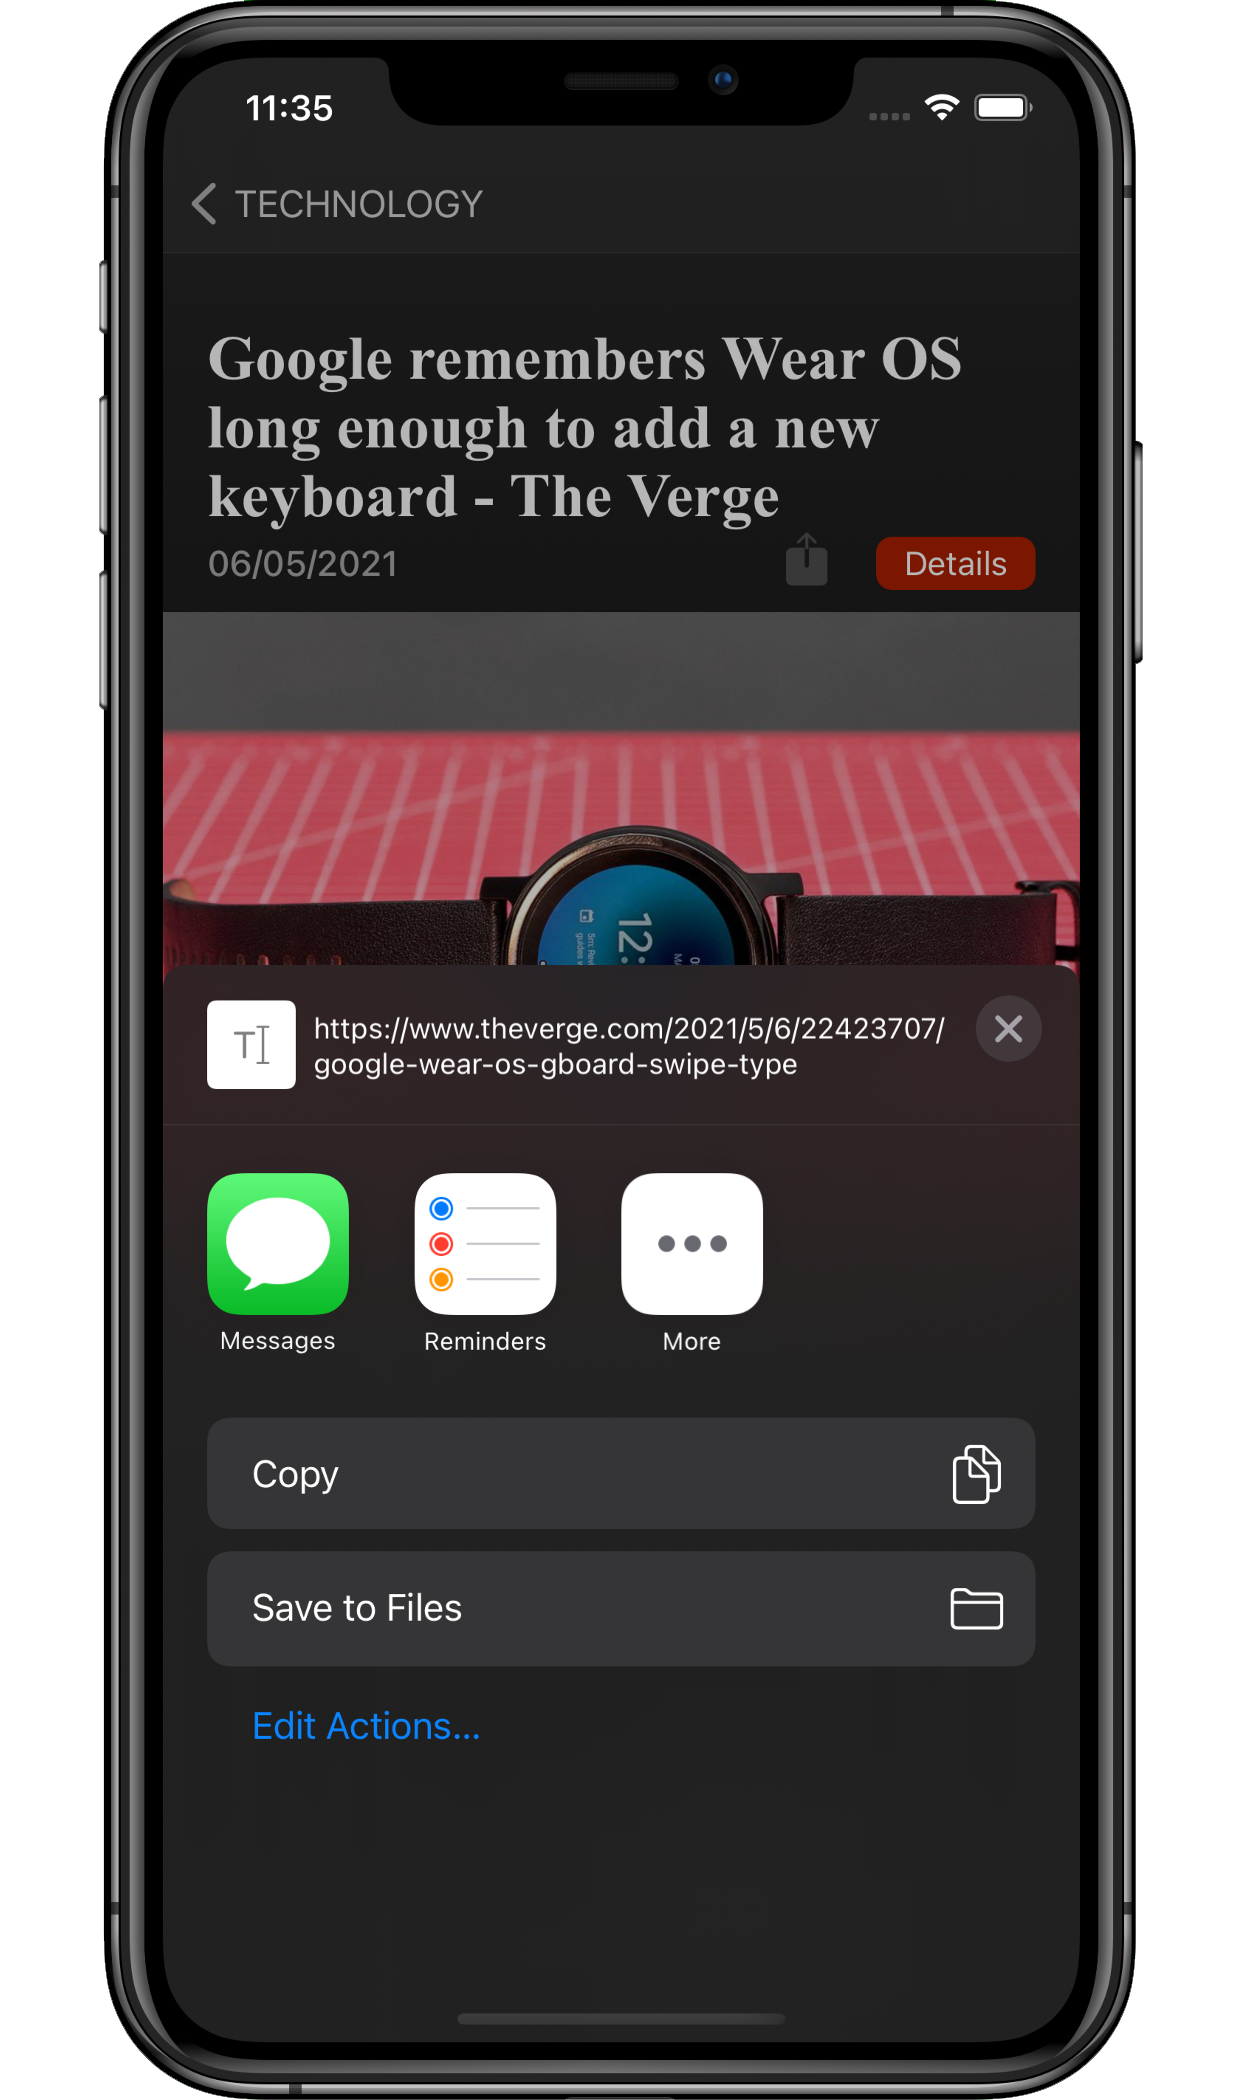 11:35
TECHNOLOGY
Google remembers Wear OS
long enough to add a new
keyboard - The Verge
06/05/2021
Details
12:
https://www.theverge.com/2021/5/6/22423707/
google-wear-os-gboard-swipe-type
Messages
Reminders
More
Copy
Save to Files
Edit Actions...